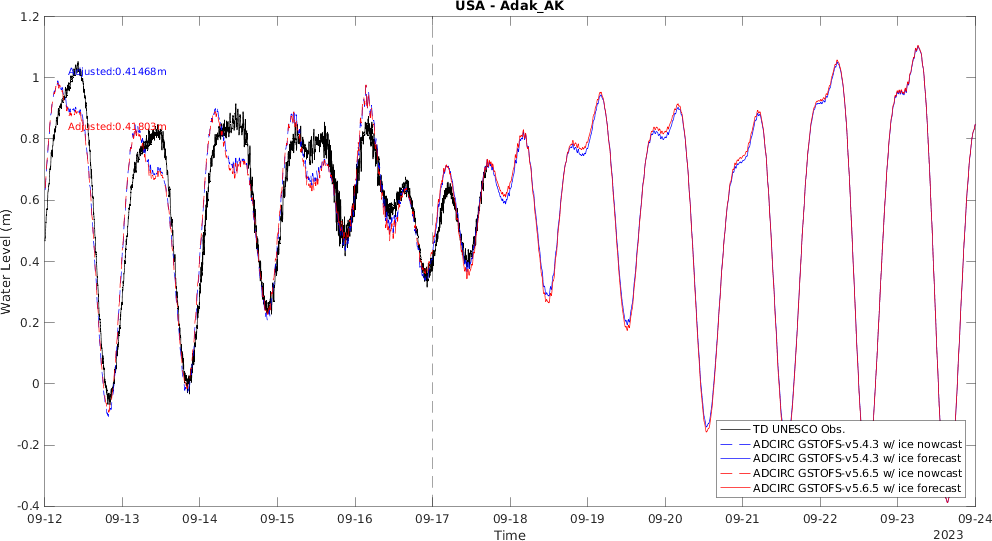 USA - Adak_AK
1.2
1
0.8
0.6
0.4
0.2
0
-0.2
-0.4
Water Level (m)
Adjusted:0.41468m
Adjusted:0.41803m
TD UNESCO Obs.
ADCIRC GSTOFS-v5.4.3 w/ ice nowcast
ADCIRC GSTOFS-v5.4.3 w/ ice forecast
ADCIRC GSTOFS-v5.6.5 w/ ice nowcast
ADCIRC GSTOFS-v5.6.5 w/ ice forecast
09-12 09-13 09-14 09-15 09-16 09-17 09-18 09-19 09-20 09-21 09-22 09-23 09-24
Time
2023